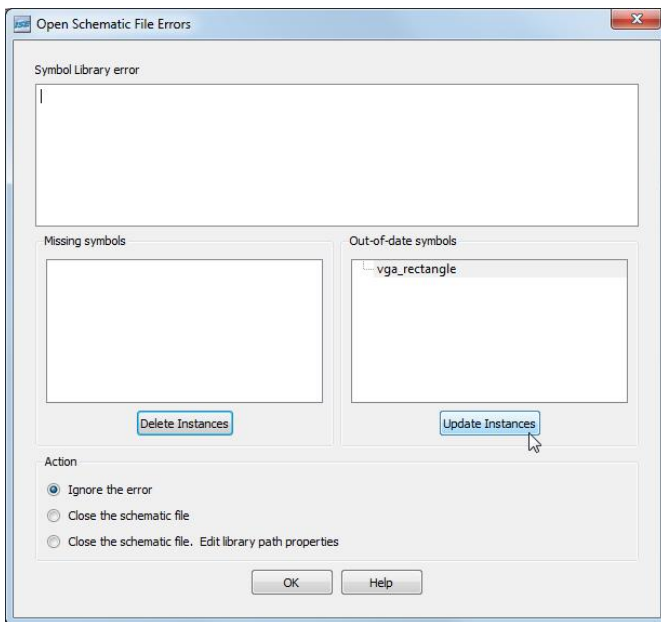 ISE Open Schematic File Errors
Symbol Library error
Missing symbols
Out-of-date symbols
vga_rectangle
Delete Instances
Update Instances
Action
Ignore the error
Close the schematic file
Close the schematic file. Edit library path properties
OK
Help